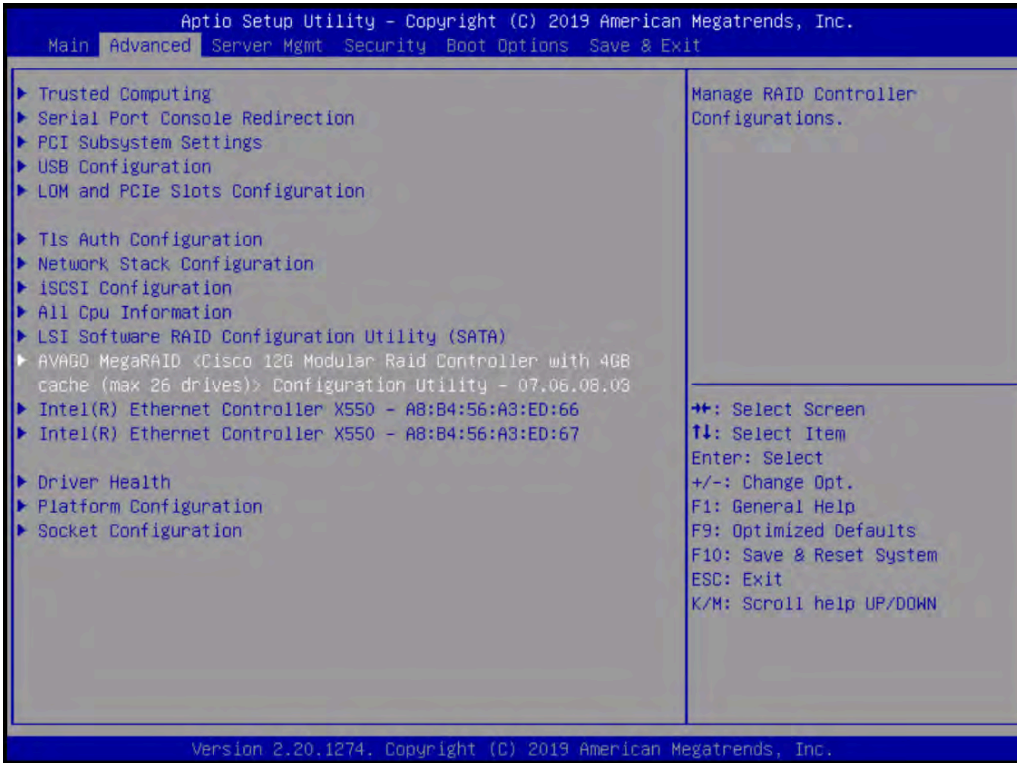 Aptio Setup Utility – Copyright (C) 2019 American Megatrends, Inc.
Main Advanced Server Mgmt Security Boot Options Save & Exit
▶ Trusted Computing
▶ Serial Port Console Redirection
▶ PCI Subsystem Settings
▶ USB Configuration
▶ LOM and PCIe Slots Configuration
▶ Tls Auth Configuration
▶ Network Stack Configuration
▶ iSCSI Configuration
▶ All Cpu Information
▶ LSI Software RAID Configuration Utility (SATA)
▶ AVAGO MegaRAID <Cisco 12G Modular Raid Controller with 4GB
cache (max 26 drives)> Configuration Utility – 07.06.08.03
▶ Intel(R) Ethernet Controller X550 – A8:B4:56:A3:ED:66
▶ Intel(R) Ethernet Controller X550 – A8:B4:56:A3:ED:67
▶ Driver Health
▶ Platform Configuration
▶ Socket Configuration
Manage RAID Controller
Configurations.
→←: Select Screen
↑↓: Select Item
Enter: Select
+/-: Change Opt.
F1: General Help
F9: Optimized Defaults
F10: Save & Reset System
ESC: Exit
K/M: Scroll help UP/DOWN
Version 2.20.1274. Copyright (C) 2019 American Megatrends, Inc.